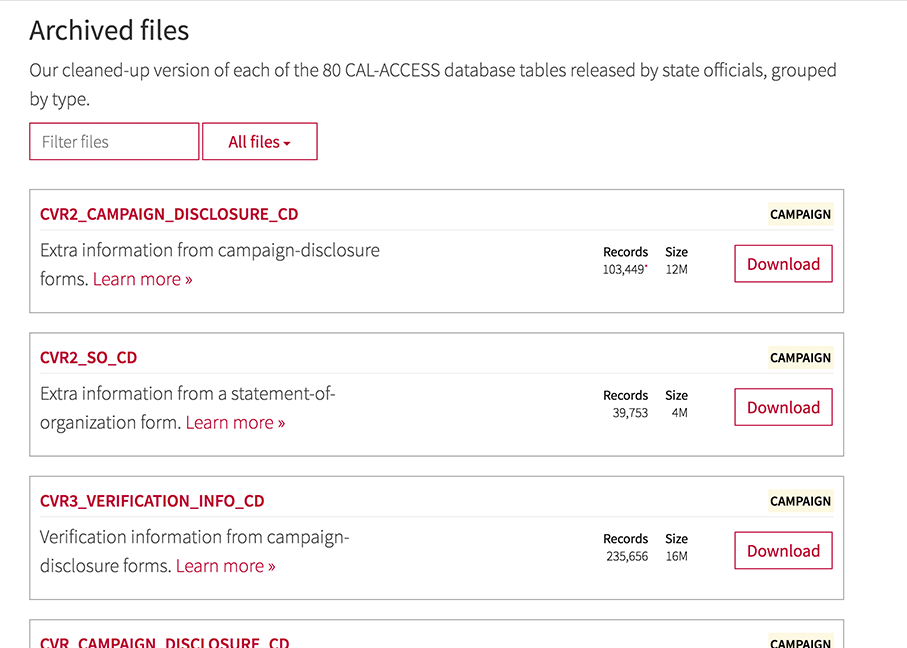 Archived files
Our cleaned-up version of each of the 80 CAL-ACCESS database tables released by state officials, grouped
by type.
Filter files
All files
CVR2_CAMPAIGN_DISCLOSURE_CD
CAMPAIGN
Extra information from campaign-disclosure
forms. Learn more »
Records Size
103,449* 12M
Download
CVR2_SO_CD
CAMPAIGN
Extra information from a statement-of-
organization form. Learn more »
Records Size
39,753 4M
Download
CVR3_VERIFICATION_INFO_CD
CAMPAIGN
Verification information from campaign-
disclosure forms. Learn more »
Records Size
235,656 16M
Download
CVR_CAMPAIGN_DISCLOSURE_CD
CAMPAIGN